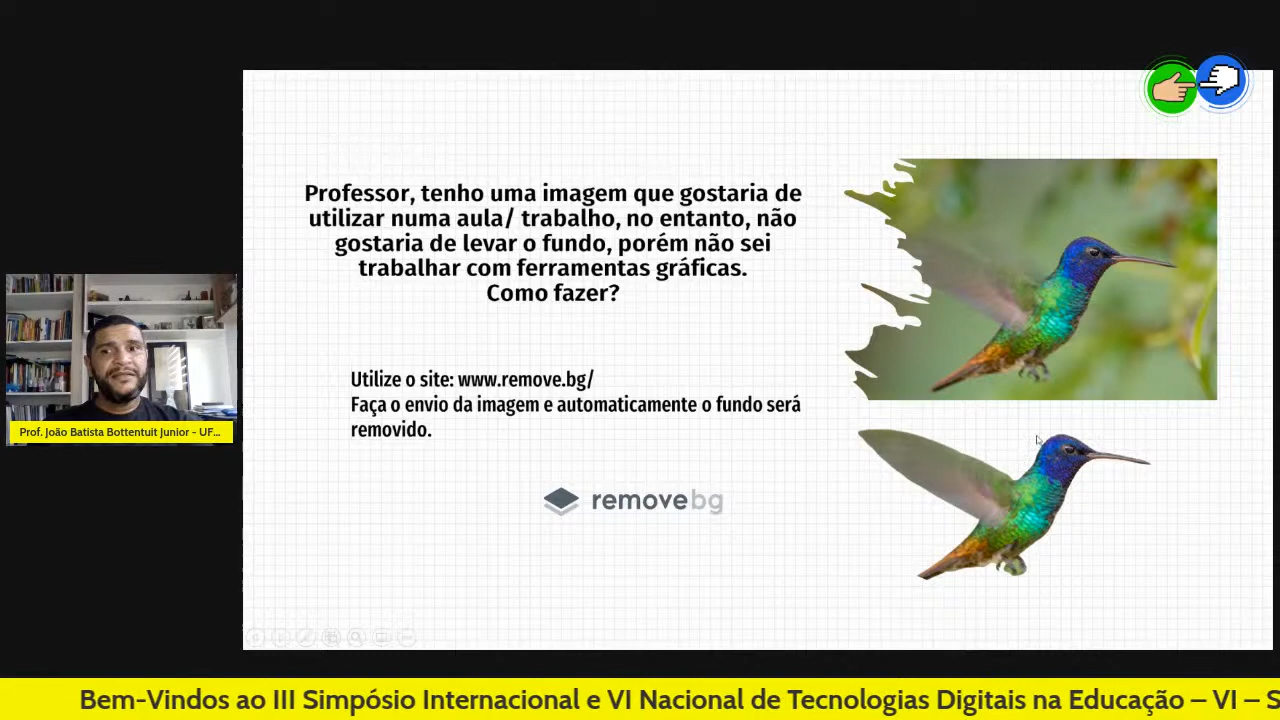 Professor, tenho uma imagem que gostaria de
utilizar numa aula/ trabalho, no entanto, não
gostaria de levar o fundo, porém não sei
trabalhar com ferramentas gráficas.
Como fazer?
Utilize o site: www.remove.bg/
Faça o envio da imagem e automaticamente o fundo será
removido.
removebg
Prof. João Batista Bottentuit Junior - UF...
Bem-Vindos ao III Simpósio Internacional e VI Nacional de Tecnologias Digitais na Educação – VI – S